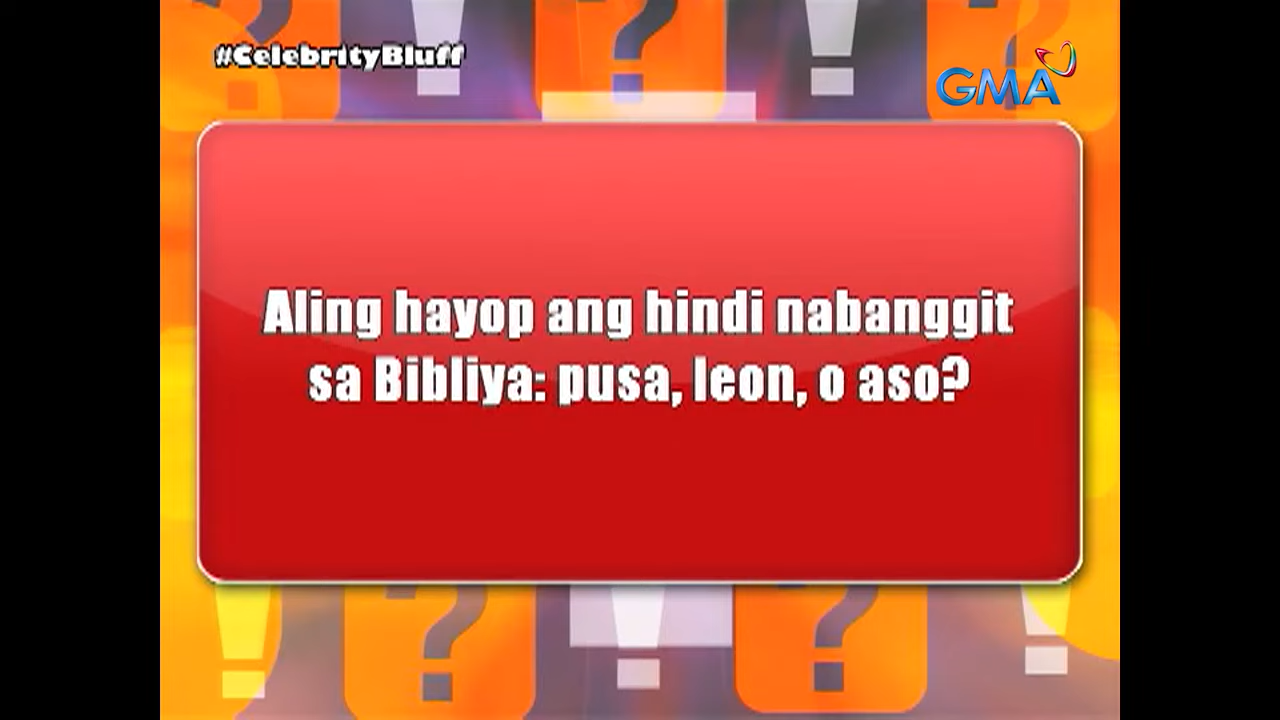 #CelebrityBluff
GMA
Aling hayop ang hindi nabanggit
sa Bibliya: pusa, leon, o aso?